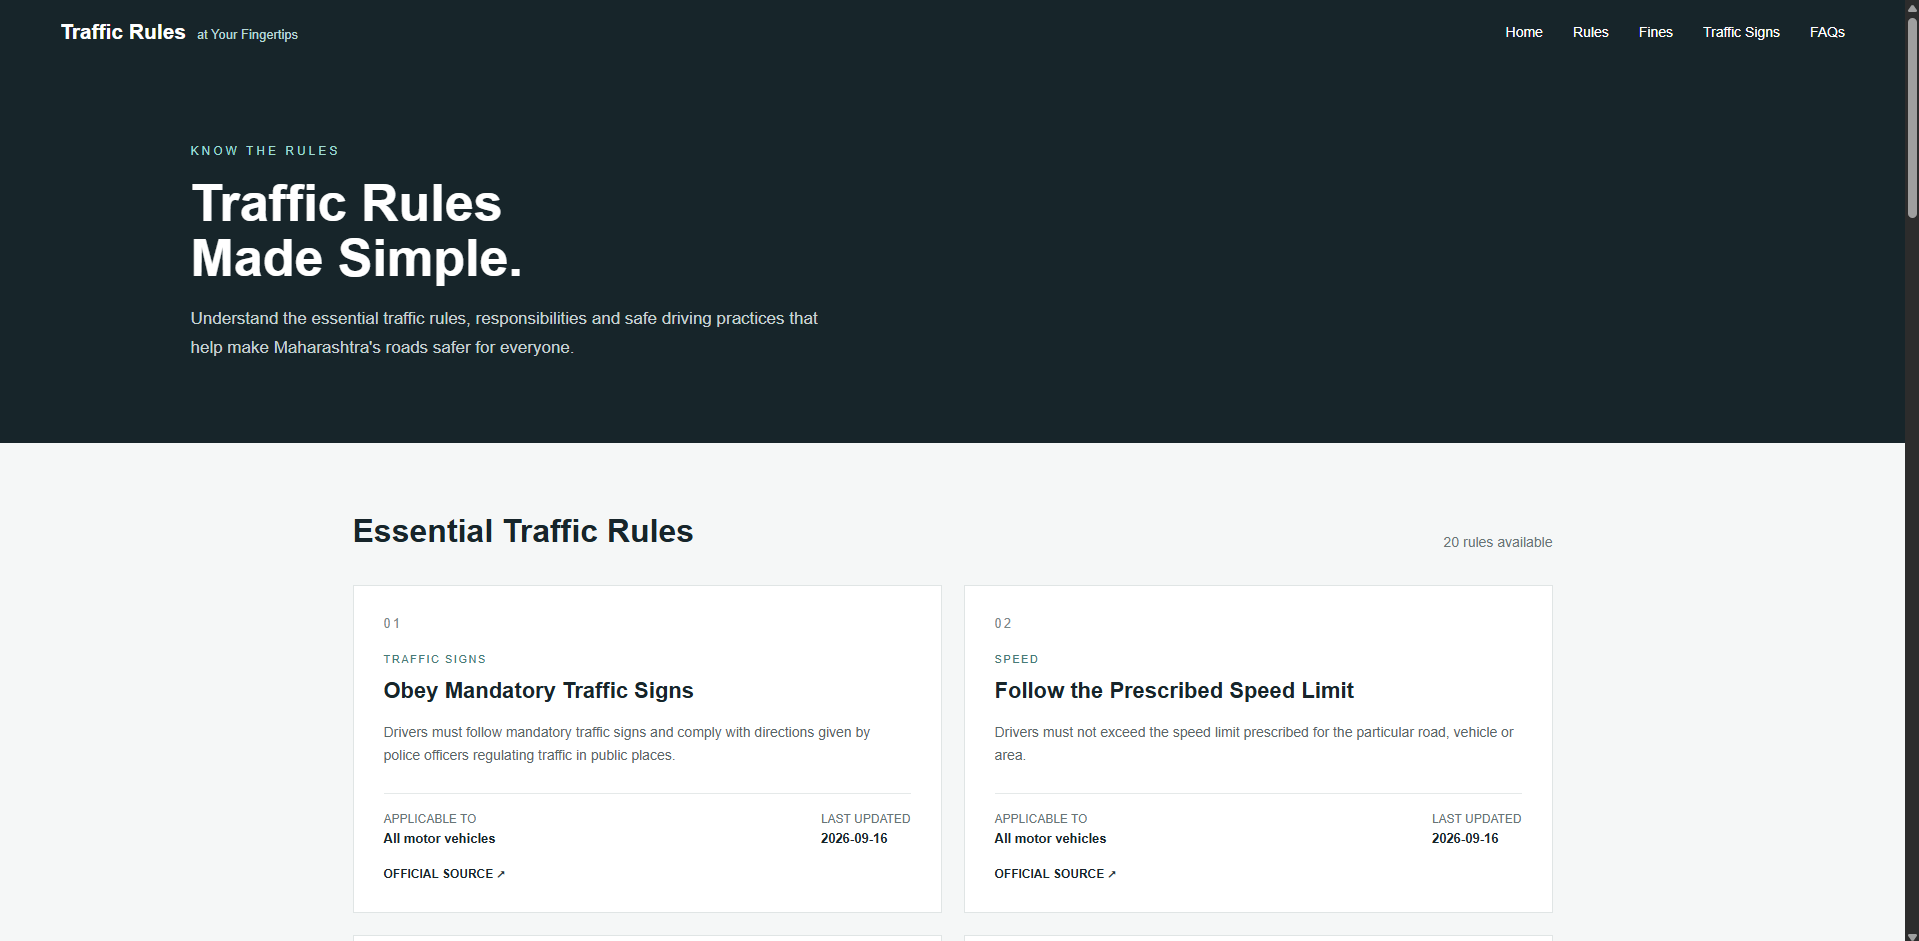 Traffic Rules at Your Fingertips
Home Rules Fines Traffic Signs FAQs
KNOW THE RULES
Traffic Rules
Made Simple.
Understand the essential traffic rules, responsibilities and safe driving practices that
help make Maharashtra's roads safer for everyone.
Essential Traffic Rules
20 rules available
01
TRAFFIC SIGNS
Obey Mandatory Traffic Signs
Drivers must follow mandatory traffic signs and comply with directions given by
police officers regulating traffic in public places.
APPLICABLE TO LAST UPDATED
All motor vehicles 2026-09-16
OFFICIAL SOURCE ↗
02
SPEED
Follow the Prescribed Speed Limit
Drivers must not exceed the speed limit prescribed for the particular road, vehicle or
area.
APPLICABLE TO LAST UPDATED
All motor vehicles 2026-09-16
OFFICIAL SOURCE ↗